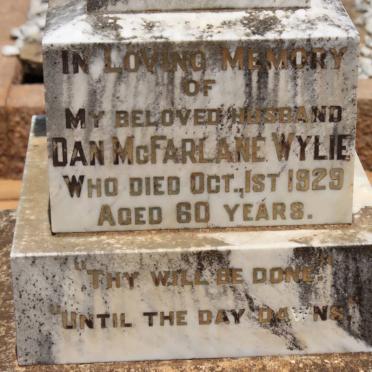 In Loving Memory
OF
My beloved husband
Dan McFarlane Wylie
Who died Oct. 1st 1929
Aged 60 years.
"Thy will be done"
"Until the day dawns"